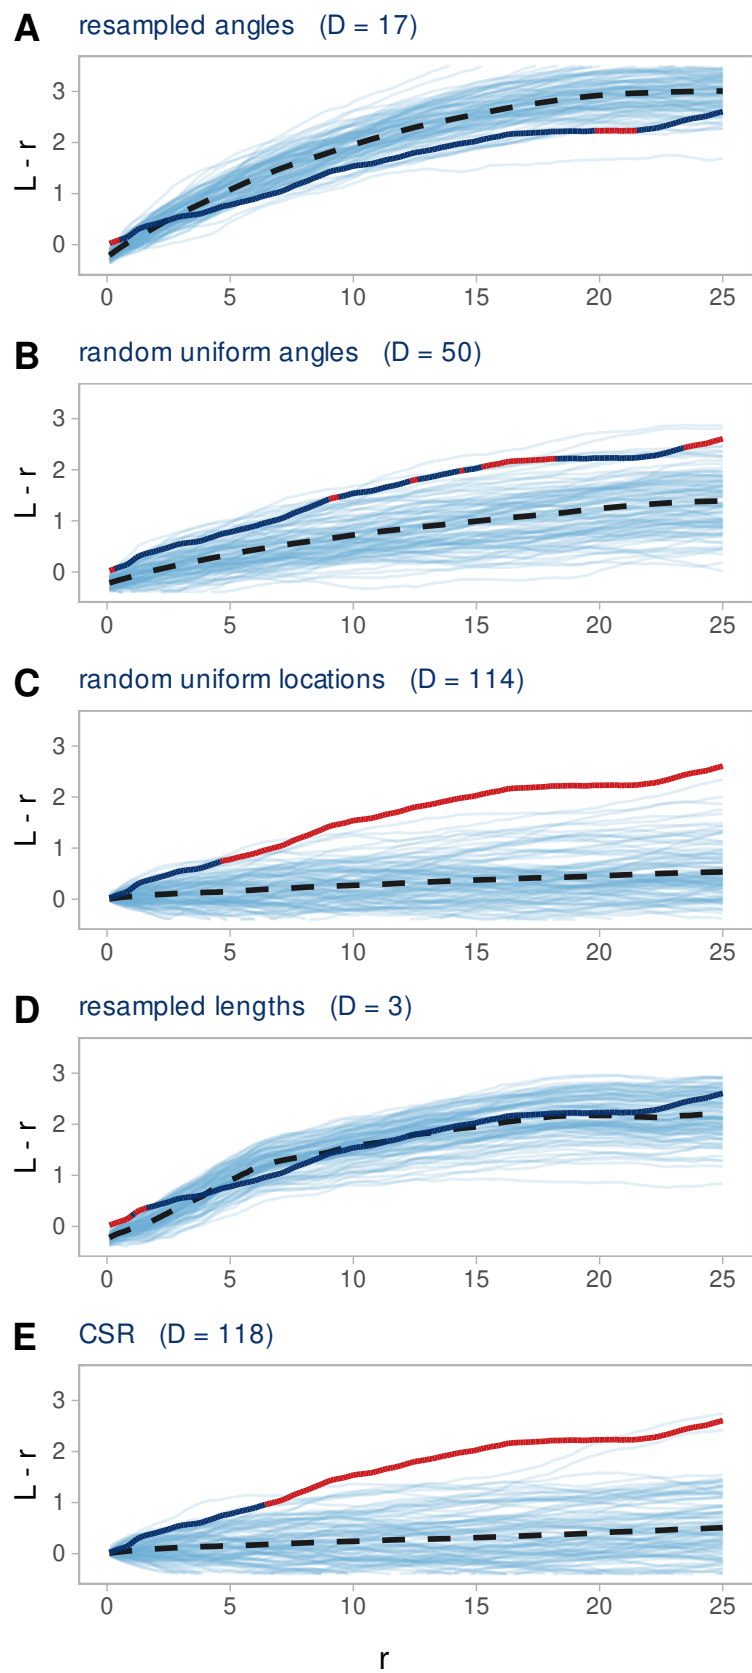 A resampled angles (D = 17)
L - r
3
2
1
0
0 5 10 15 20 25
B random uniform angles (D = 50)
L - r
3
2
1
0
0 5 10 15 20 25
C random uniform locations (D = 114)
L - r
3
2
1
0
0 5 10 15 20 25
D resampled lengths (D = 3)
L - r
3
2
1
0
0 5 10 15 20 25
E CSR (D = 118)
L - r
3
2
1
0
0 5 10 15 20 25
r